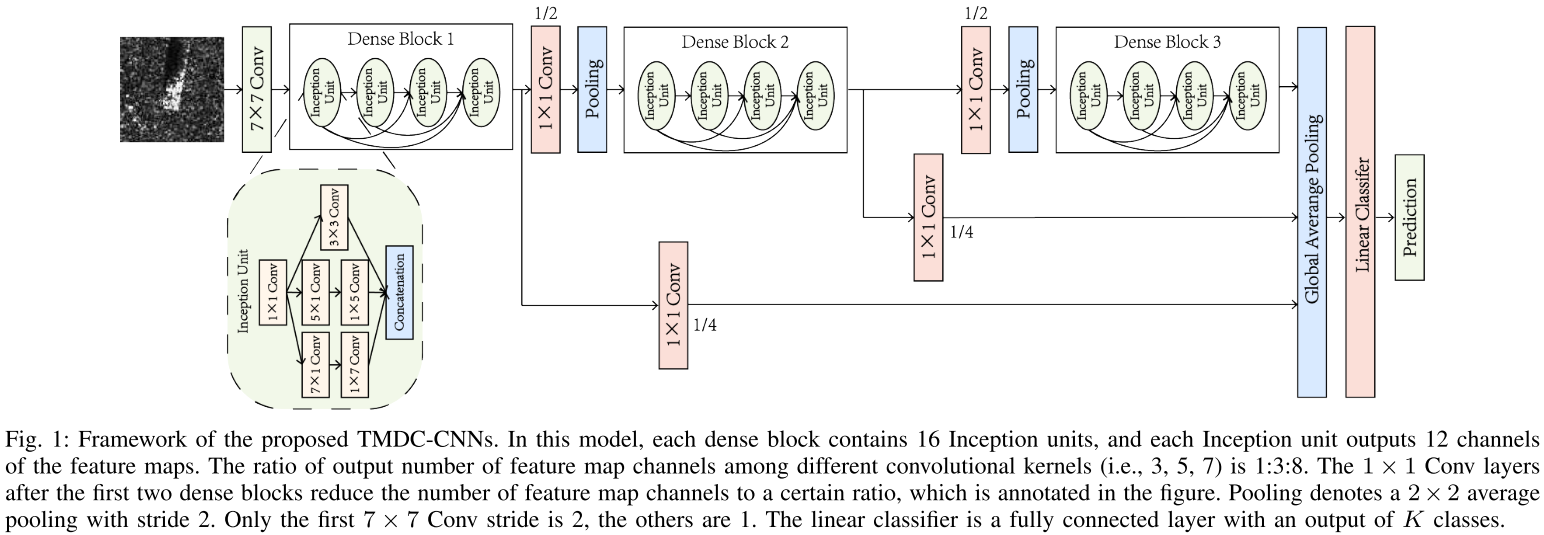 1/2
1/2
7×7 Conv
Dense Block 1
Inception Unit
Inception Unit
Inception Unit
Inception Unit
1×1 Conv
Pooling
Dense Block 2
Inception Unit
Inception Unit
Inception Unit
Inception Unit
1×1 Conv
Pooling
Dense Block 3
Inception Unit
Inception Unit
Inception Unit
Inception Unit
Global Averange Pooling
Linear Classifer
Prediction
1×1 Conv
1/4
1×1 Conv
1/4
Inception Unit
1×1 Conv
3×3 Conv
5×1 Conv
1×5 Conv
7×1 Conv
1×7 Conv
Concatenation
Fig. 1: Framework of the proposed TMDC-CNNs. In this model, each dense block contains 16 Inception units, and each Inception unit outputs 12 channels
of the feature maps. The ratio of output number of feature map channels among different convolutional kernels (i.e., 3, 5, 7) is 1:3:8. The 1 × 1 Conv layers
after the first two dense blocks reduce the number of feature map channels to a certain ratio, which is annotated in the figure. Pooling denotes a 2 × 2 average
pooling with stride 2. Only the first 7 × 7 Conv stride is 2, the others are 1. The linear classifier is a fully connected layer with an output of K classes.